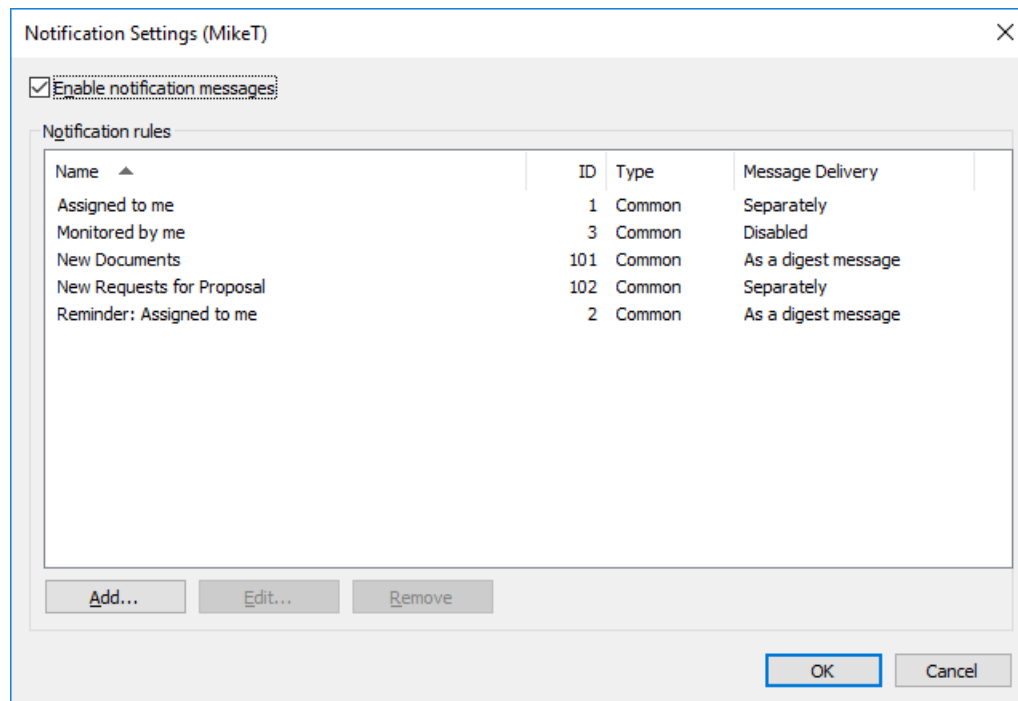 Notification Settings (MikeT)
Enable notification messages
Notification rules
Name ID Type Message Delivery
Assigned to me 1 Common Separately
Monitored by me 3 Common Disabled
New Documents 101 Common As a digest message
New Requests for Proposal 102 Common Separately
Reminder: Assigned to me 2 Common As a digest message
Add... Edit... Remove
OK Cancel